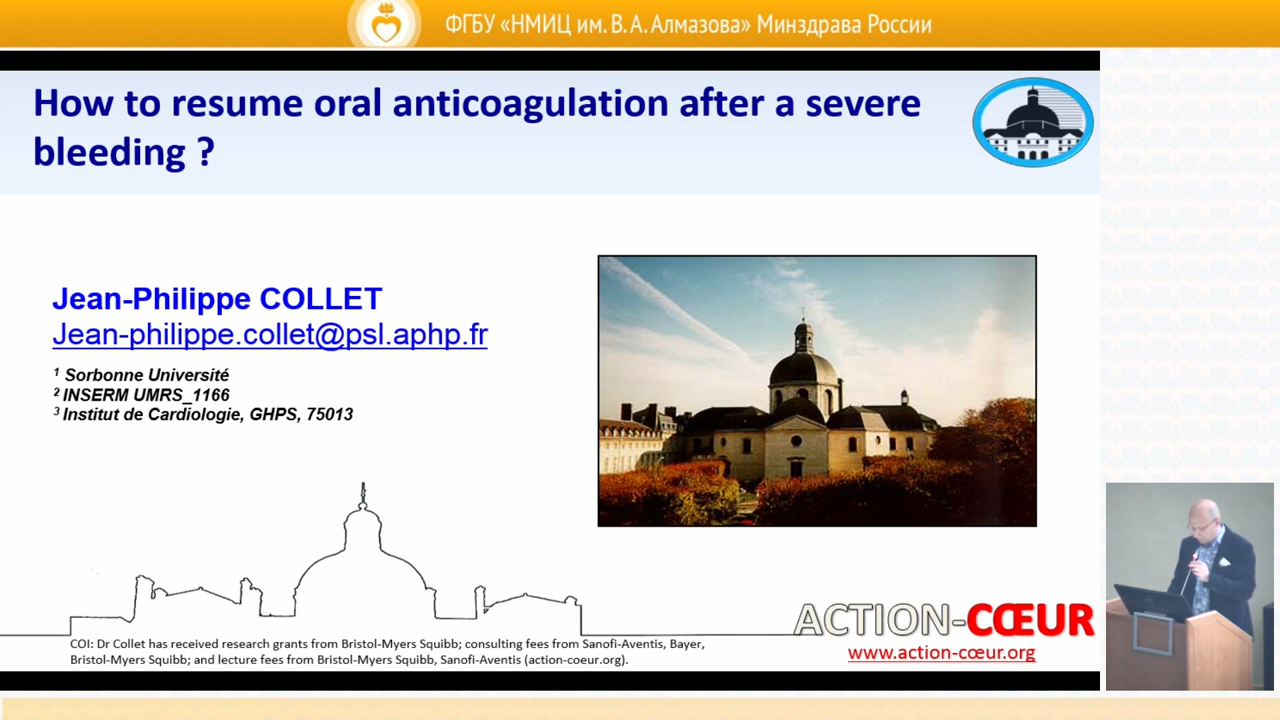 ФГБУ «НМИЦ им. В. А. Алмазова» Минздрава России
How to resume oral anticoagulation after a severe
bleeding ?
Jean-Philippe COLLET
Jean-philippe.collet@psl.aphp.fr
¹ Sorbonne Université
² INSERM UMRS_1166
³ Institut de Cardiologie, GHPS, 75013
ACTION-CŒUR
www.action-cœur.org
COI: Dr Collet has received research grants from Bristol-Myers Squibb; consulting fees from Sanofi-Aventis, Bayer,
Bristol-Myers Squibb; and lecture fees from Bristol-Myers Squibb, Sanofi-Aventis (action-coeur.org).